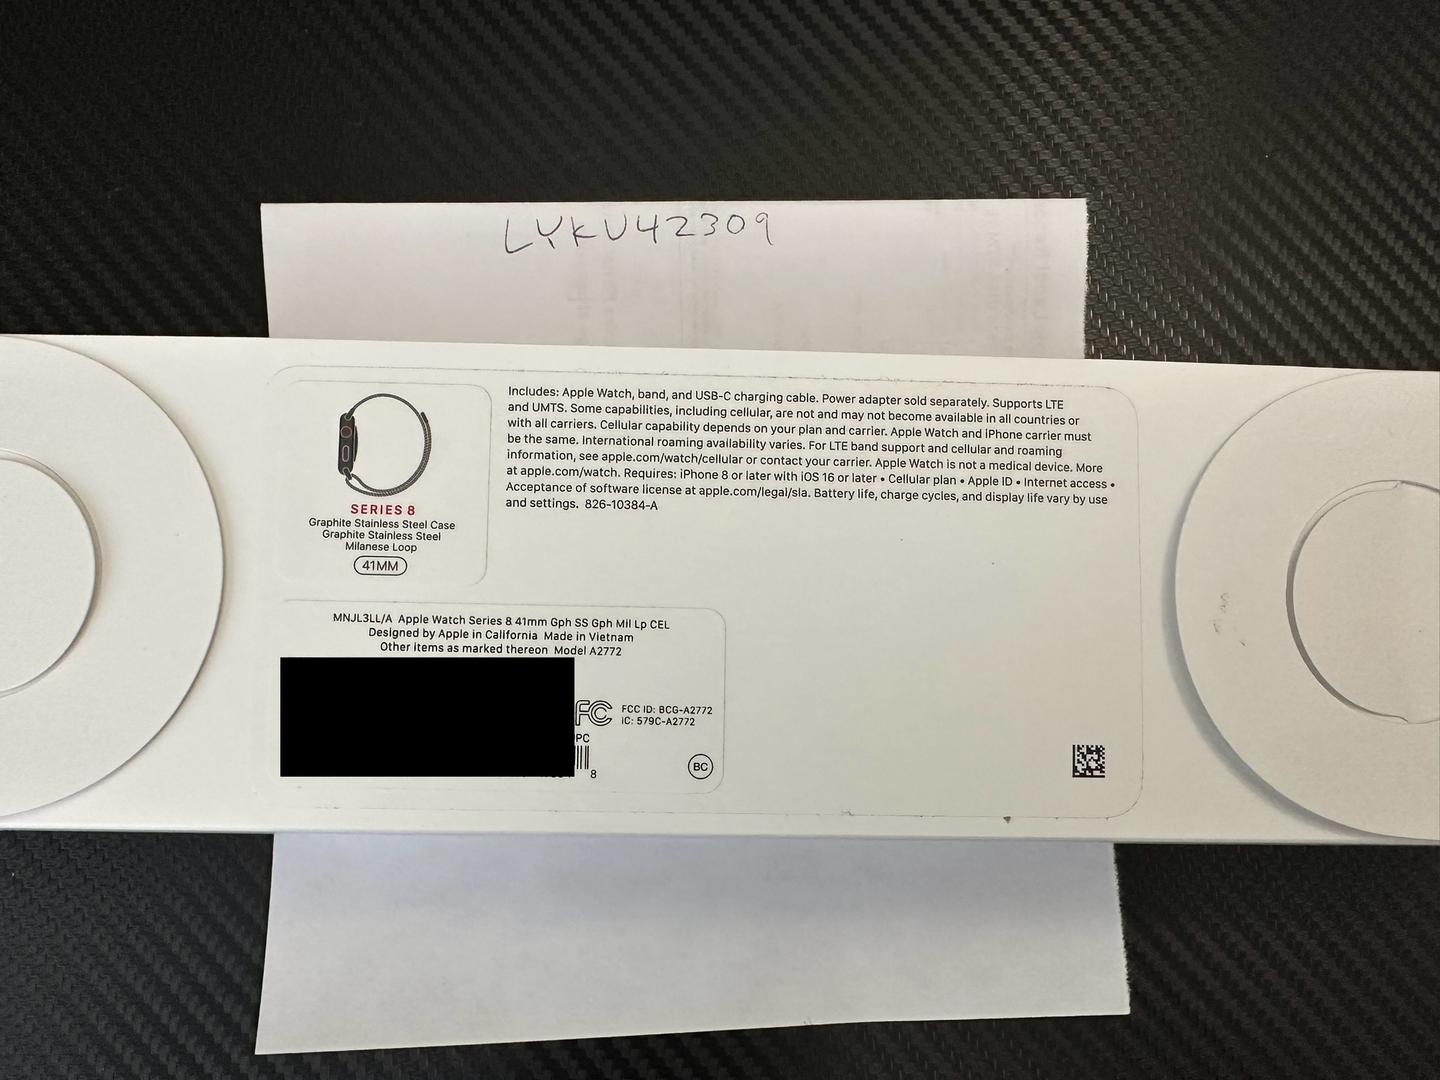 LYKU42309
Includes: Apple Watch, band, and USB-C charging cable. Power adapter sold separately. Supports LTE
and UMTS. Some capabilities, including cellular, are not and may not become available in all countries or
with all carriers. Cellular capability depends on your plan and carrier. Apple Watch and iPhone carrier must
be the same. International roaming availability varies. For LTE band support and cellular and roaming
information, see apple.com/watch/cellular or contact your carrier. Apple Watch is not a medical device. More
at apple.com/watch. Requires: iPhone 8 or later with iOS 16 or later • Cellular plan • Apple ID • Internet access •
Acceptance of software license at apple.com/legal/sla. Battery life, charge cycles, and display life vary by use
and settings. 826-10384-A
SERIES 8
Graphite Stainless Steel Case
Graphite Stainless Steel
Milanese Loop
41MM
MNJL3LL/A Apple Watch Series 8 41mm Gph SS Gph Mil Lp CEL
Designed by Apple in California Made in Vietnam
Other items as marked thereon Model A2772
FC FCC ID: BCG-A2772
IC: 579C-A2772
PC
8
BC